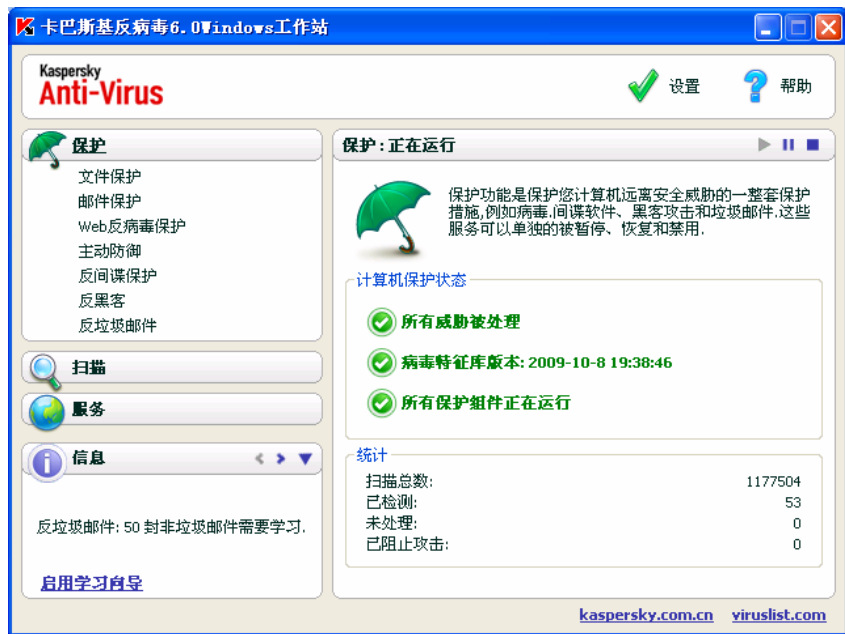 卡巴斯基反病毒6.0Windows工作站
Kaspersky
Anti-Virus
设置
帮助
保护
文件保护
邮件保护
Web反病毒保护
主动防御
反间谍保护
反黑客
反垃圾邮件
扫描
服务
信息
反垃圾邮件: 50 封非垃圾邮件需要学习.
启用学习向导
保护:正在运行
保护功能是保护您计算机远离安全威胁的一整套保护
措施,例如病毒.间谍软件、黑客攻击和垃圾邮件.这些
服务可以单独的被暂停、恢复和禁用.
计算机保护状态
所有威胁被处理
病毒特征库版本: 2009-10-8 19:38:46
所有保护组件正在运行
统计
扫描总数: 1177504
已检测: 53
未处理: 0
已阻止攻击: 0
kaspersky.com.cn viruslist.com